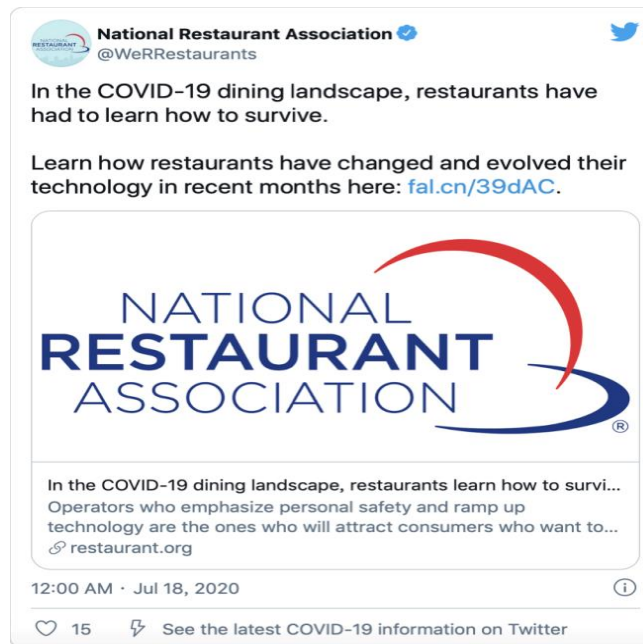 National Restaurant Association
@WeRRestaurants
In the COVID-19 dining landscape, restaurants have
had to learn how to survive.
Learn how restaurants have changed and evolved their
technology in recent months here: fal.cn/39dAC.
NATIONAL
RESTAURANT
ASSOCIATION
®
In the COVID-19 dining landscape, restaurants learn how to survi...
Operators who emphasize personal safety and ramp up
technology are the ones who will attract consumers who want to...
restaurant.org
12:00 AM · Jul 18, 2020
15 See the latest COVID-19 information on Twitter